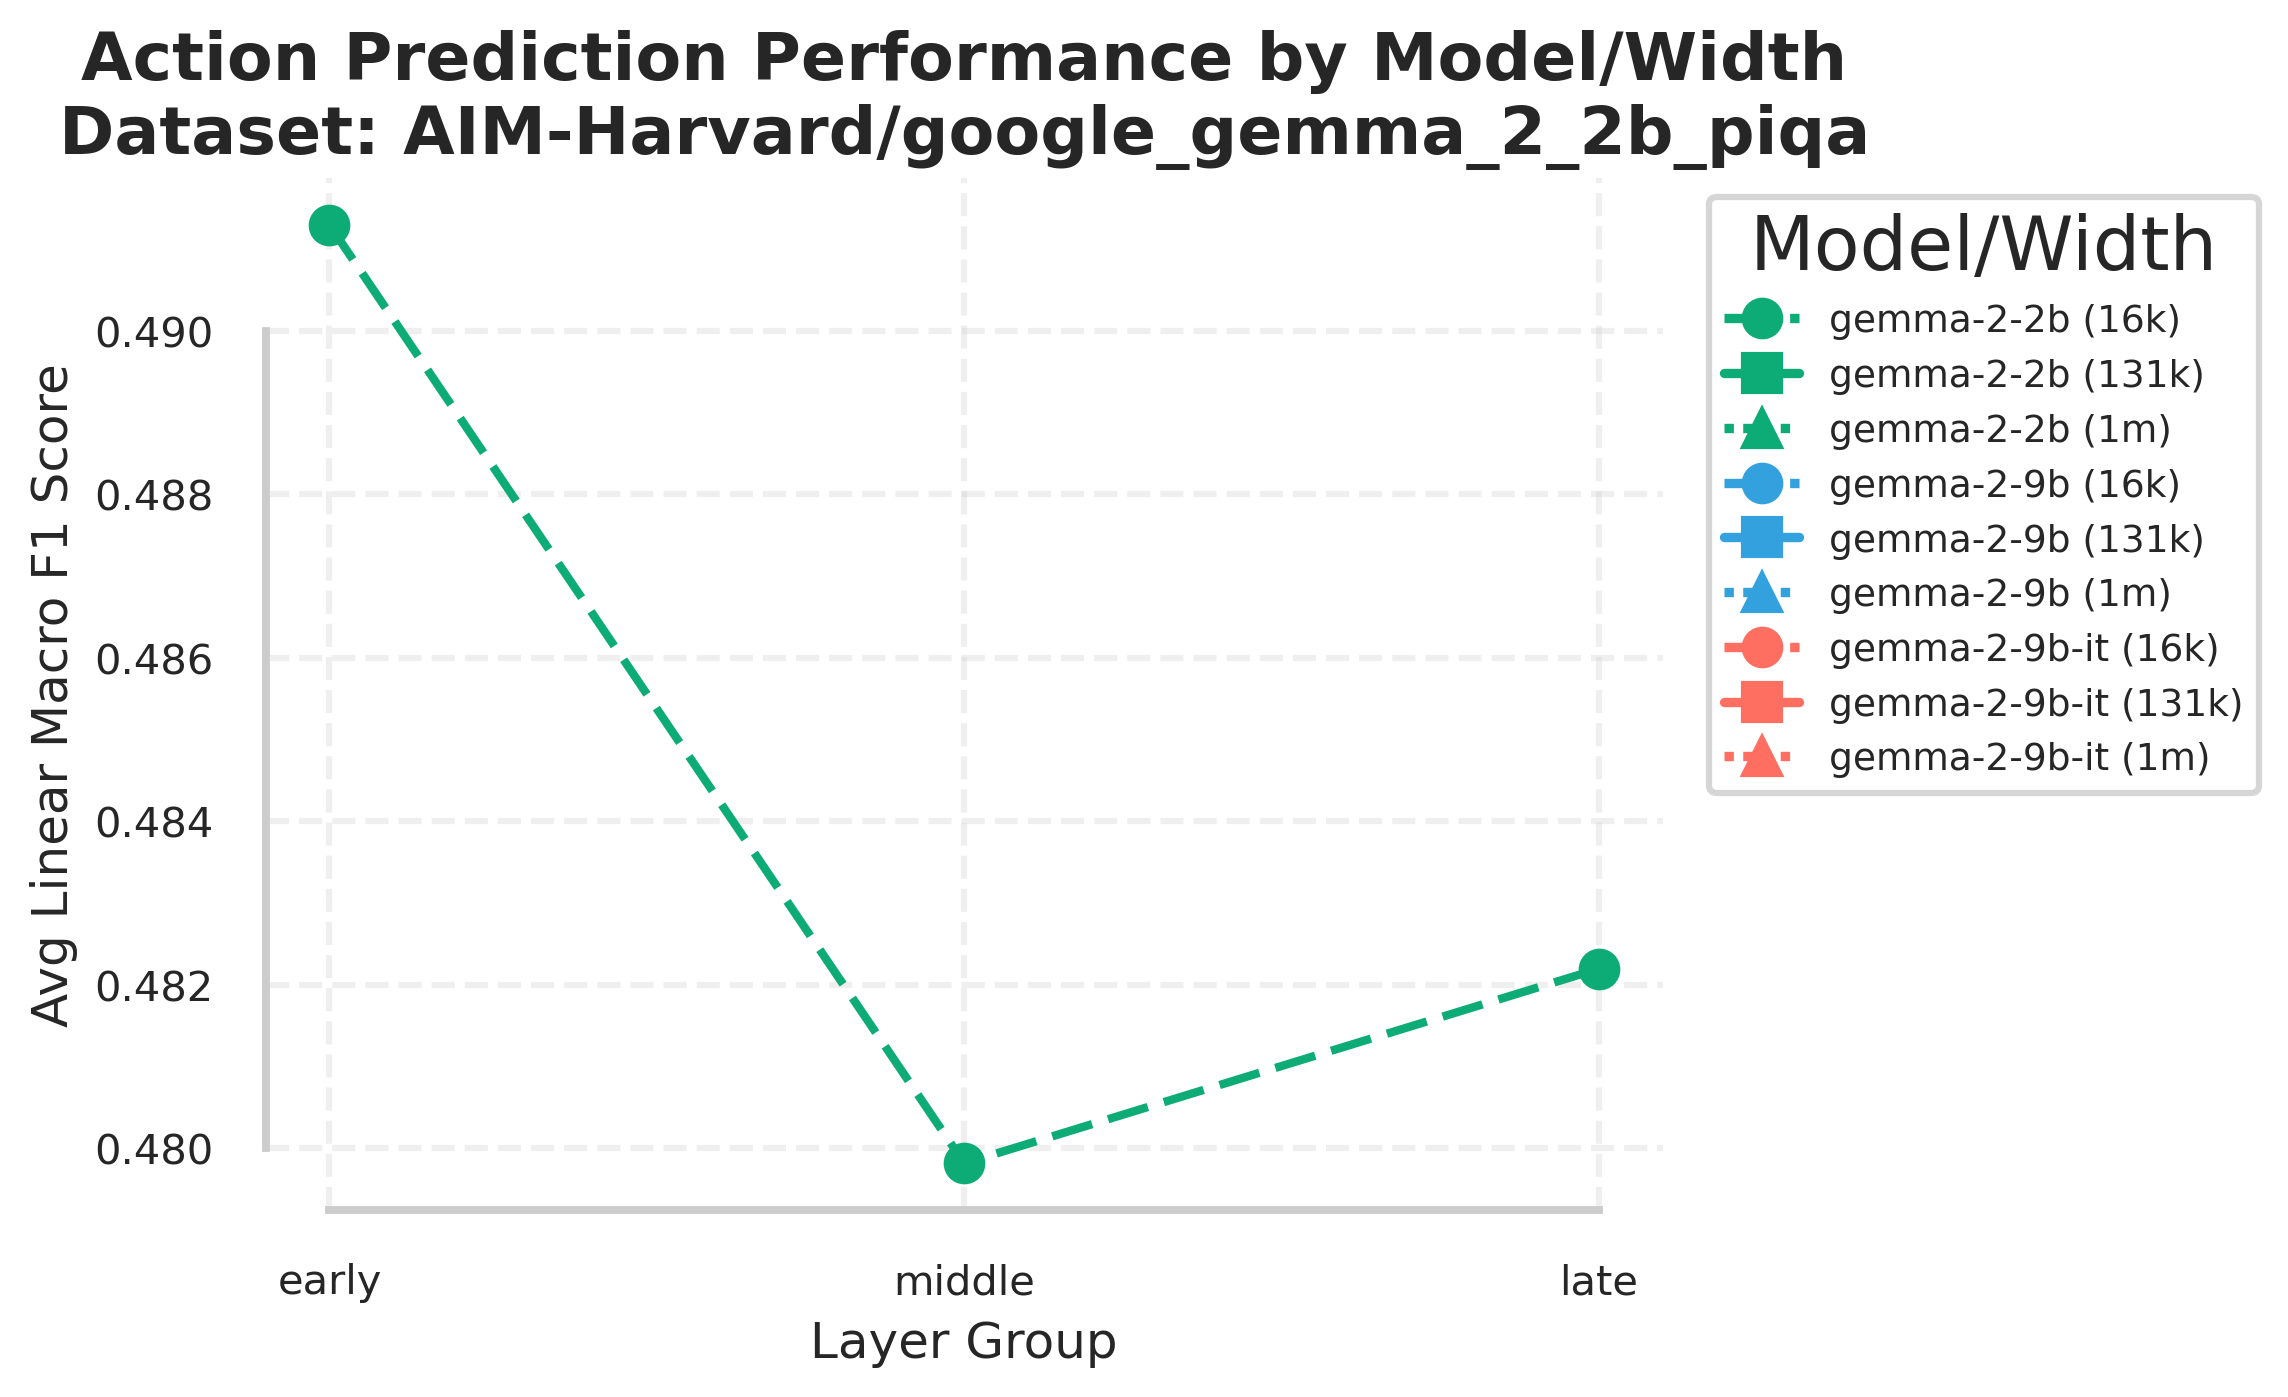 Action Prediction Performance by Model/Width
Dataset: AIM-Harvard/google_gemma_2_2b_piqa
Avg Linear Macro F1 Score
0.490
0.488
0.486
0.484
0.482
0.480
early
middle
late
Layer Group
Model/Width
gemma-2-2b (16k)
gemma-2-2b (131k)
gemma-2-2b (1m)
gemma-2-9b (16k)
gemma-2-9b (131k)
gemma-2-9b (1m)
gemma-2-9b-it (16k)
gemma-2-9b-it (131k)
gemma-2-9b-it (1m)